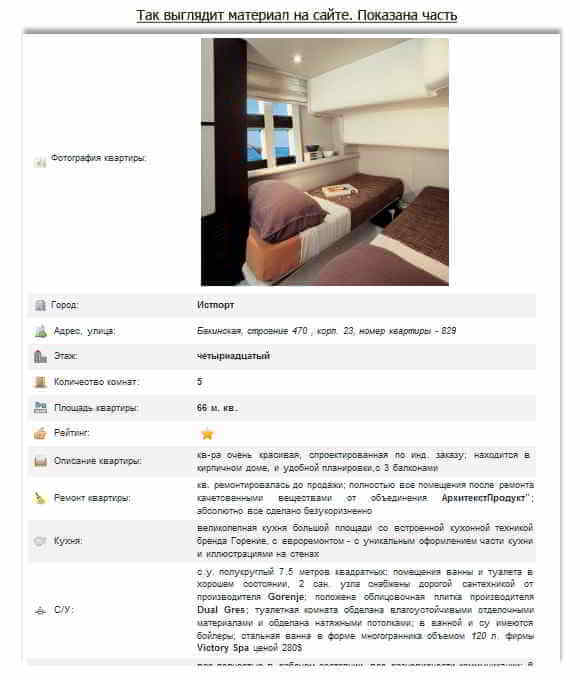 Так выглядит материал на сайте. Показана часть
Фотография квартиры:
Город: Истпорт
Адрес, улица: Бакинская, строение 470 , корп. 23, номер квартиры - 829
Этаж: четырнадцатый
Количество комнат: 5
Площадь квартиры: 66 м. кв.
Рейтинг:
Описание квартиры:
кв-ра очень красивая, спроектированная по инд. заказу; находится в
кирпичном доме, и удобной планировки,с 3 балконами
Ремонт квартиры:
кв. ремонтировалась до продажи; полностью все помещения после ремонта
качетовенными веществами от объединения АрхитекстПродукт";
абсолютно все сделано безукоризненно
Кухня:
великолепная кухня большой площади со встроенной кухонной техникой
бренда Горение, с евроремонтом - с уникальным оформлением части кухни
и иллюстрациями на стенах
С/У:
с.у. полукруглый 7.5 метров квадратных; помещения ванны и туалета в
хорошем состоянии, 2 сан. узла снабжены дорогой сантехникой от
производителя Gorenje; положена облицовочная плитка производителя
Dual Gres; туалетная комната обделана влагоустойчивыми отделочными
материалами и обделана натяжными потолками; в ванной и су имеются
бойлеры; стальная ванна в форме многогранника объемом 120 л. фирмы
Victory Spa ценой 280$